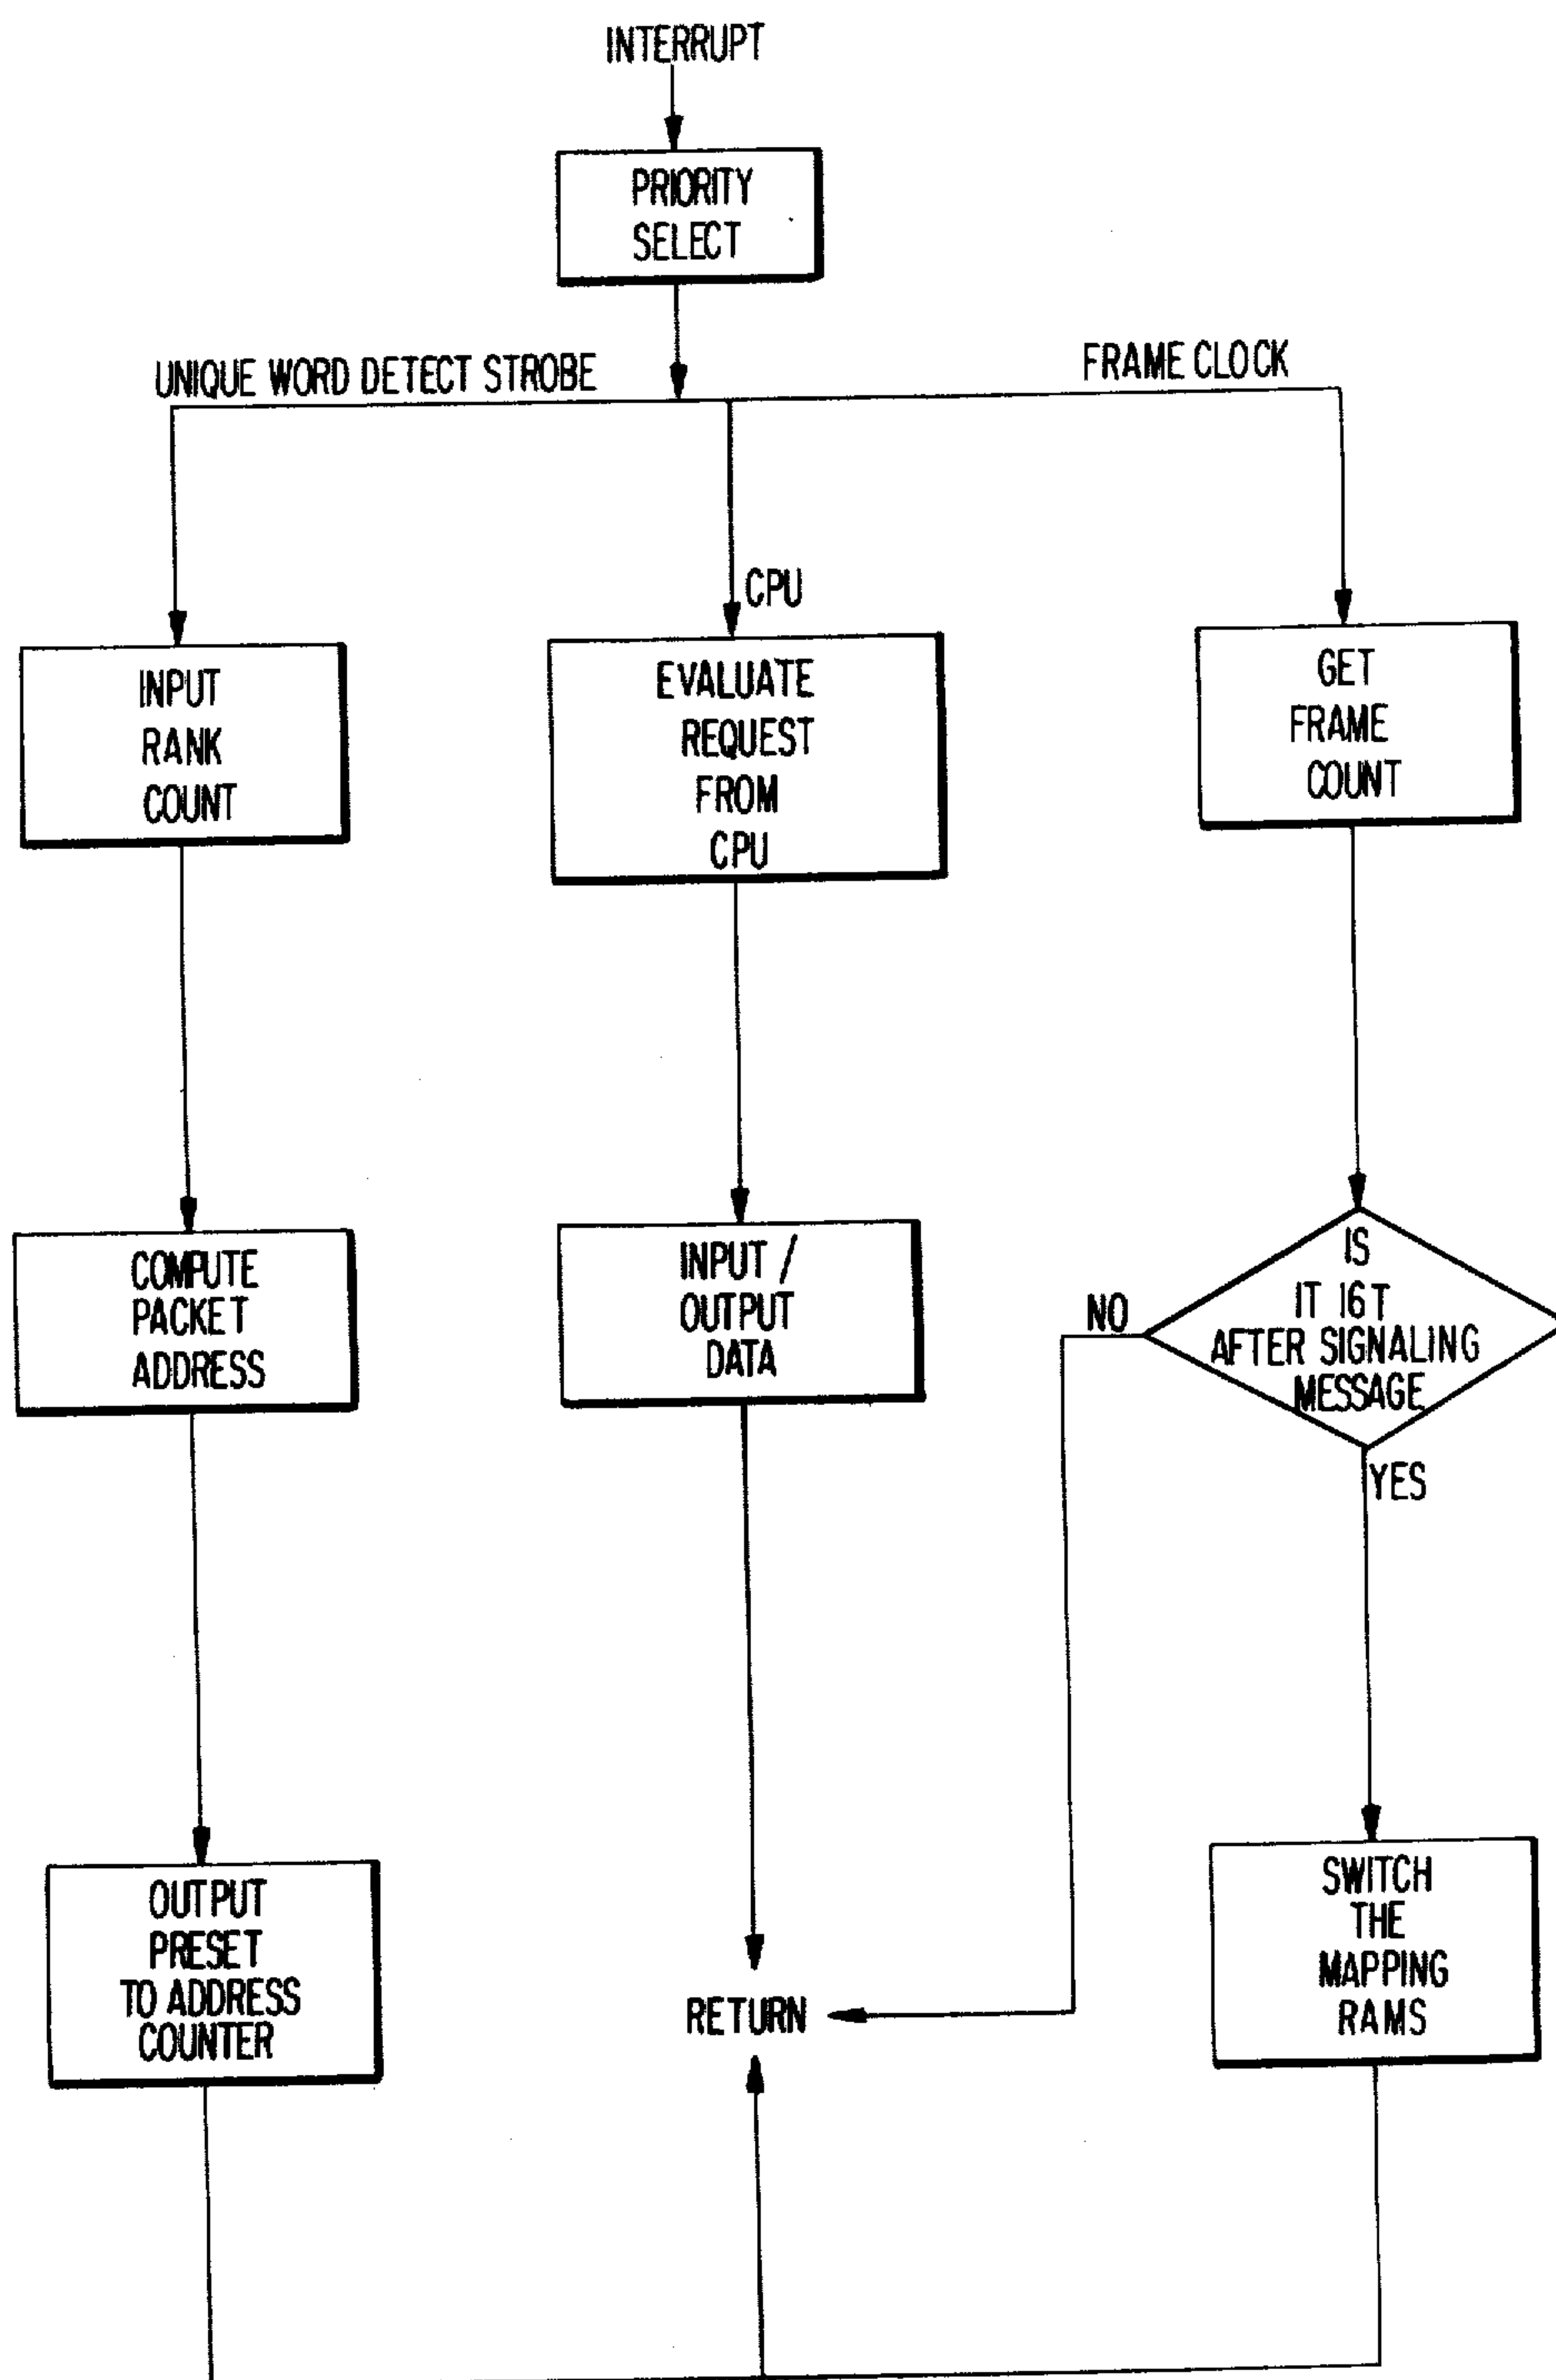 INTERRUPT
PRIORITY
SELECT
UNIQUE WORD DETECT STROBE
FRAME CLOCK
CPU
INPUT
RANK
COUNT
EVALUATE
REQUEST
FROM
CPU
GET
FRAME
COUNT
COMPUTE
PACKET
ADDRESS
INPUT /
OUTPUT
DATA
NO
IS
IT 16T
AFTER SIGNALING
MESSAGE
YES
OUTPUT
PRESET
TO ADDRESS
COUNTER
RETURN
SWITCH
THE
MAPPING
RAMS